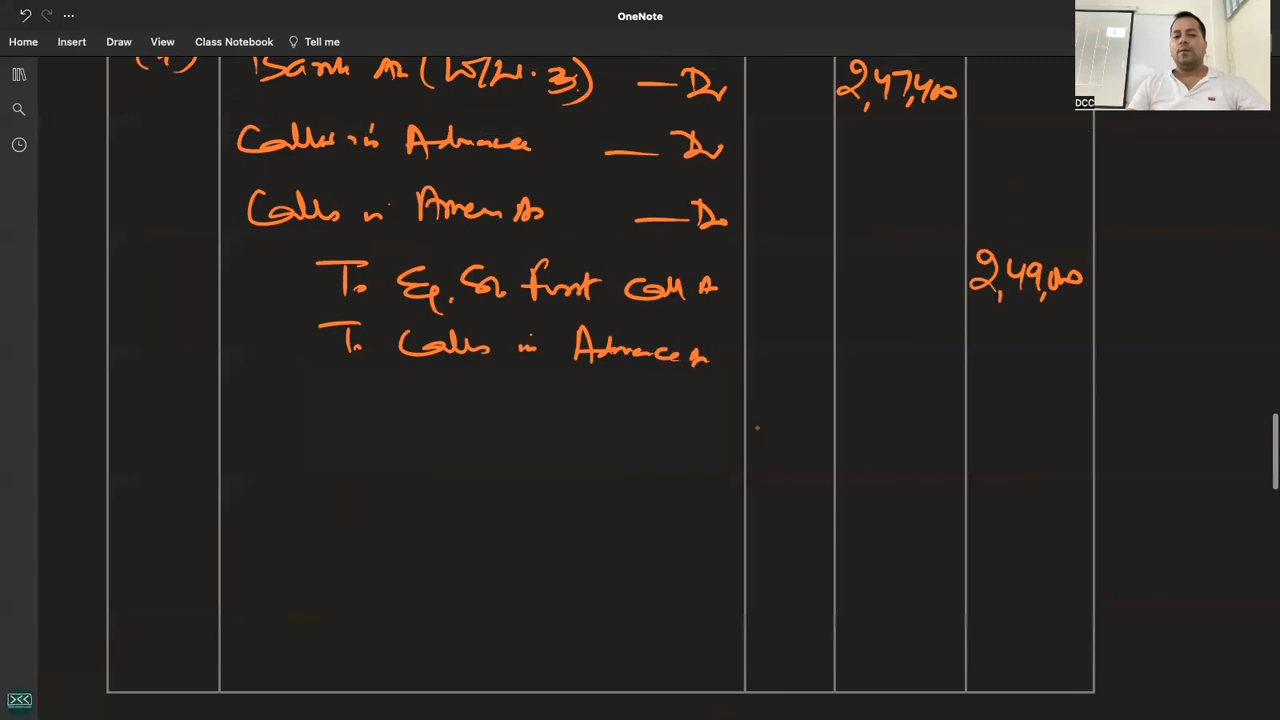 OneNote
Home Insert Draw View Class Notebook Tell me
DCC
Bank A/c (W/N. 3) — Dr 2,47,400
Calls in Advance — Dr
Calls in Arrears A/c — Dr
To Eq. Sh first Call A/c 2,49,000
To Calls in Advance A/c